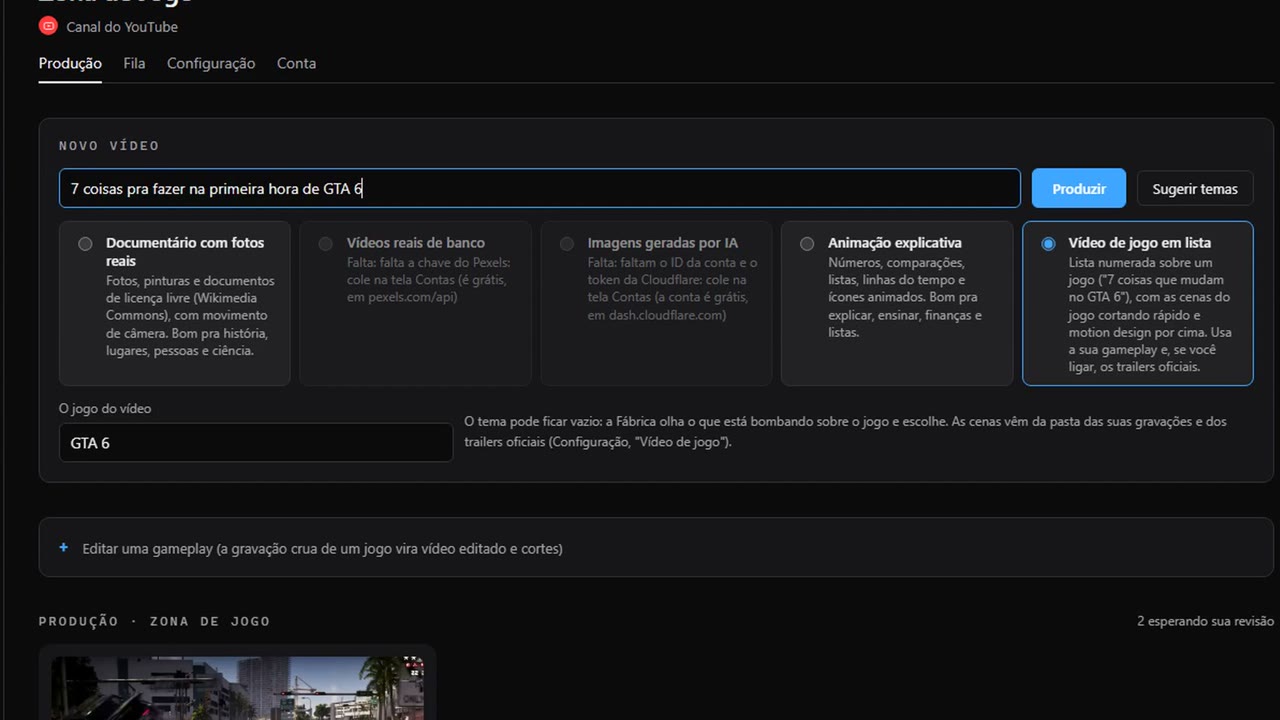 Zona de Jogo
Canal do YouTube
Produção Fila Configuração Conta
NOVO VÍDEO
7 coisas pra fazer na primeira hora de GTA 6
Produzir
Sugerir temas
Documentário com fotos
reais
Fotos, pinturas e documentos
de licença livre (Wikimedia
Commons), com movimento
de câmera. Bom pra história,
lugares, pessoas e ciência.
Vídeos reais de banco
Falta: falta a chave do Pexels:
cole na tela Contas (é grátis,
em pexels.com/api)
Imagens geradas por IA
Falta: faltam o ID da conta e o
token da Cloudflare: cole na
tela Contas (a conta é grátis,
em dash.cloudflare.com)
Animação explicativa
Números, comparações,
listas, linhas do tempo e
ícones animados. Bom pra
explicar, ensinar, finanças e
listas.
Vídeo de jogo em lista
Lista numerada sobre um
jogo ("7 coisas que mudam
no GTA 6"), com as cenas do
jogo cortando rápido e
motion design por cima. Usa
a sua gameplay e, se você
ligar, os trailers oficiais.
O jogo do vídeo
GTA 6
O tema pode ficar vazio: a Fábrica olha o que está bombando sobre o jogo e escolhe. As cenas vêm da pasta das suas gravações e dos
trailers oficiais (Configuração, "Vídeo de jogo").
+ Editar uma gameplay (a gravação crua de um jogo vira vídeo editado e cortes)
PRODUÇÃO · ZONA DE JOGO
2 esperando sua revisão